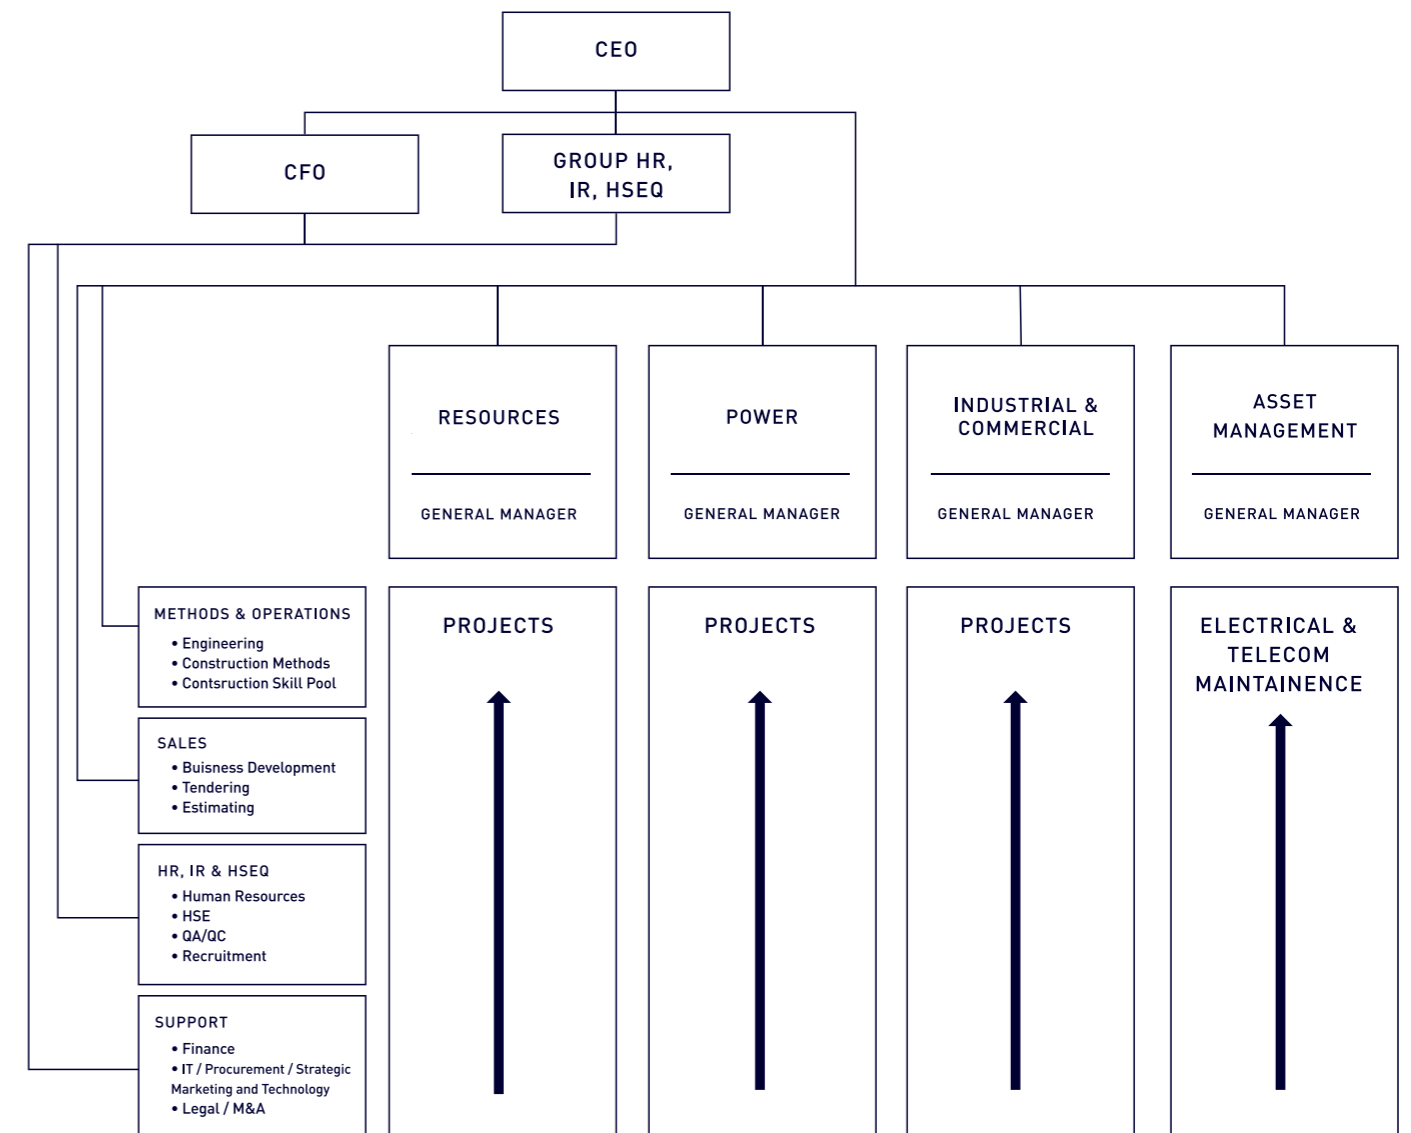 CEO
CFO
GROUP HR,
IR, HSEQ
RESOURCES
GENERAL MANAGER
POWER
GENERAL MANAGER
INDUSTRIAL &
COMMERCIAL
GENERAL MANAGER
ASSET
MANAGEMENT
GENERAL MANAGER
METHODS & OPERATIONS
• Engineering
• Construction Methods
• Contsruction Skill Pool
SALES
• Buisness Development
• Tendering
• Estimating
HR, IR & HSEQ
• Human Resources
• HSE
• QA/QC
• Recruitment
SUPPORT
• Finance
• IT / Procurement / Strategic
Marketing and Technology
• Legal / M&A
PROJECTS
PROJECTS
PROJECTS
ELECTRICAL &
TELECOM
MAINTAINENCE